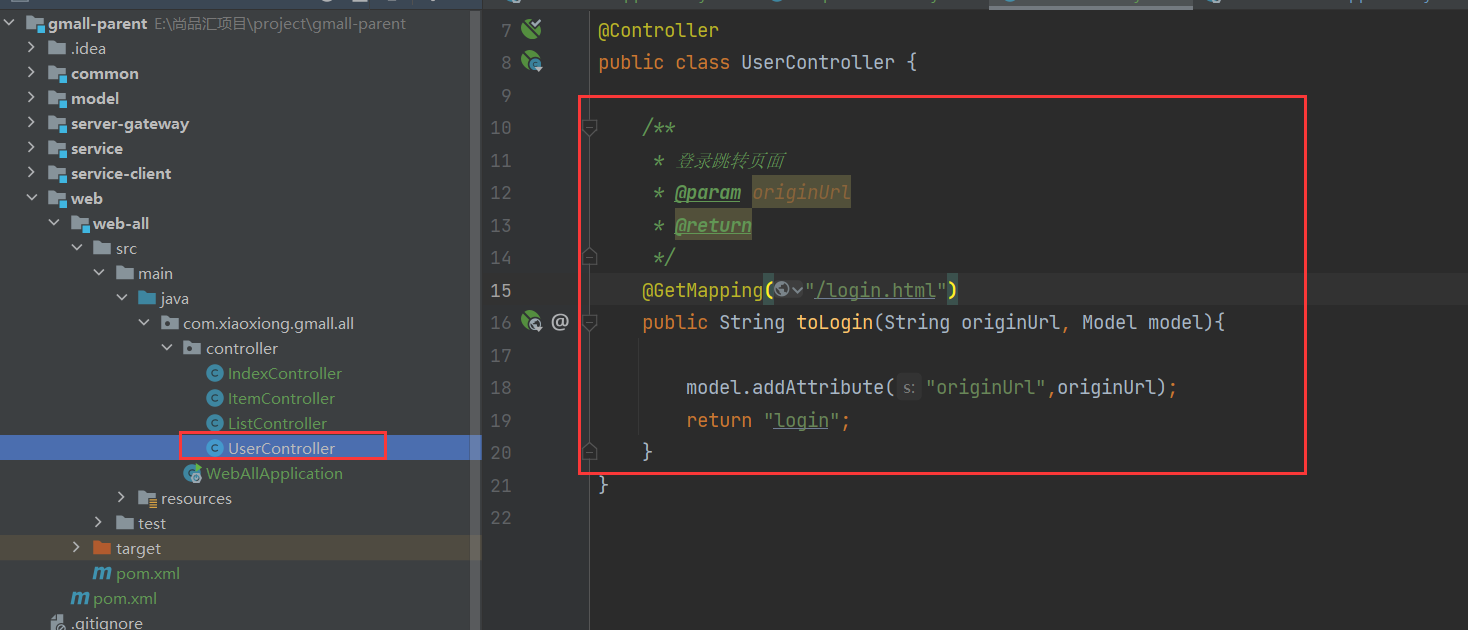 gmall-parent E:\尚品汇项目\project\gmall-parent
.idea
common
model
server-gateway
service
service-client
web
web-all
src
main
java
com.xiaoxiong.gmall.all
controller
IndexController
ItemController
ListController
UserController
WebAllApplication
resources
test
target
pom.xml
pom.xml
.gitignore
7 @Controller
8 public class UserController {
9
10 /**
11 * 登录跳转页面
12 * @param originUrl
13 * @return
14 */
15 @GetMapping("/login.html")
16 @ public String toLogin(String originUrl, Model model){
17
18 model.addAttribute( s: "originUrl",originUrl);
19 return "login";
20 }
21 }
22